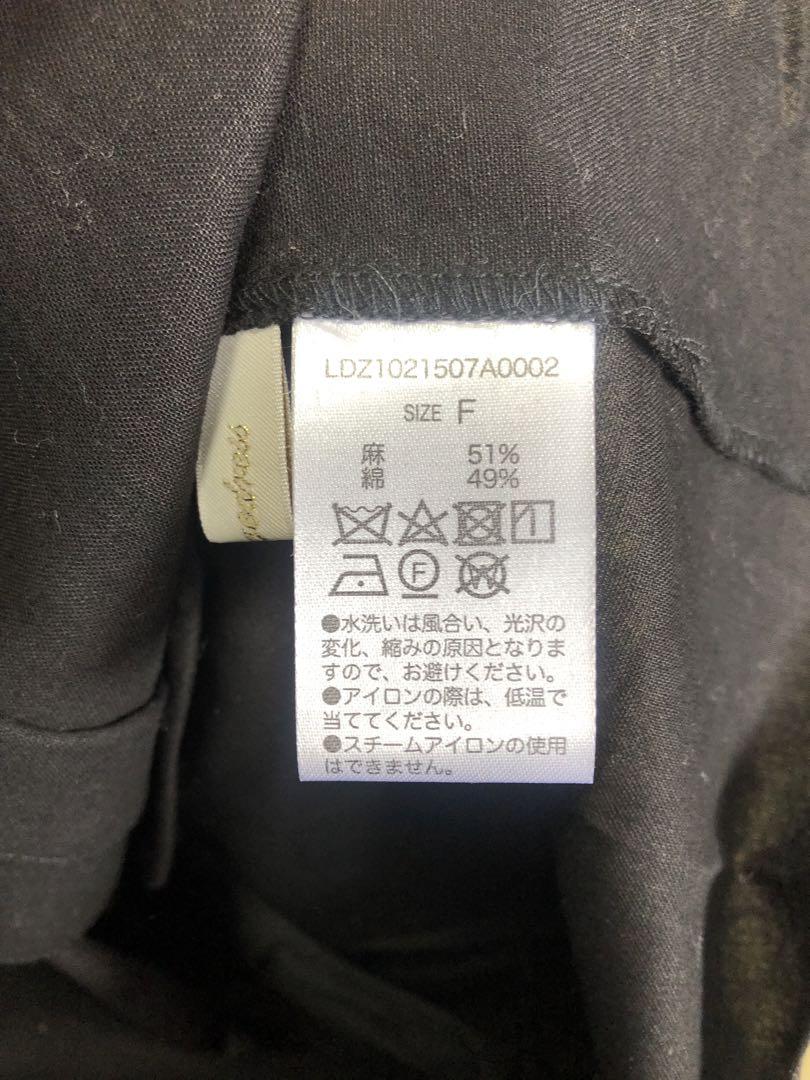 LDZ1021507A0002
SIZE F
麻 51%
綿 49%
F
W
●水洗いは風合い、光沢の
変化、縮みの原因となりま
すので、お避けください。
●アイロンの際は、低温で
当ててください。
●スチームアイロンの使用
はできません。